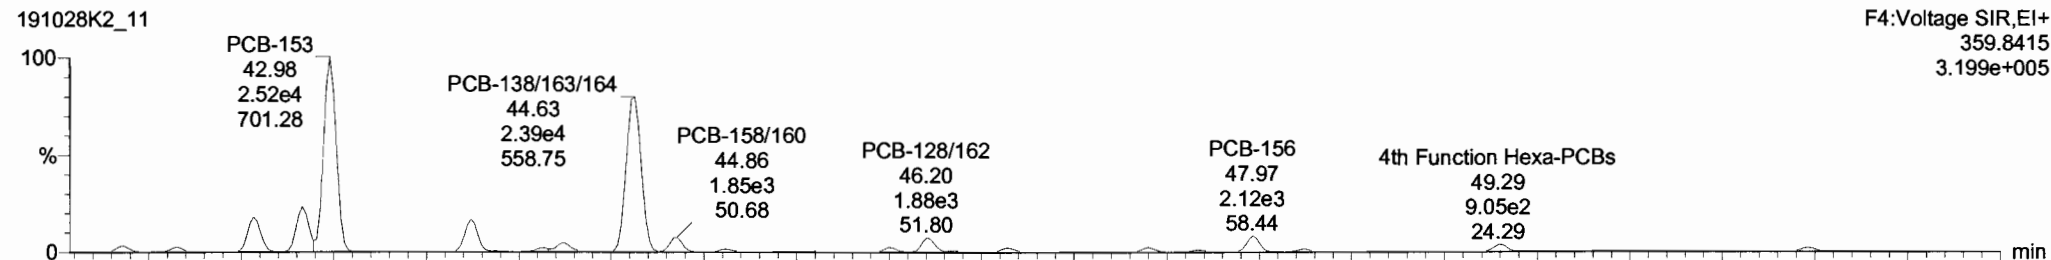 191028K2_11
F4:Voltage SIR,EI+
359.8415
3.199e+005
100
%
0
PCB-153
42.98
2.52e4
701.28
PCB-138/163/164
44.63
2.39e4
558.75
PCB-158/160
44.86
1.85e3
50.68
PCB-128/162
46.20
1.88e3
51.80
PCB-156
47.97
2.12e3
58.44
4th Function Hexa-PCBs
49.29
9.05e2
24.29
min